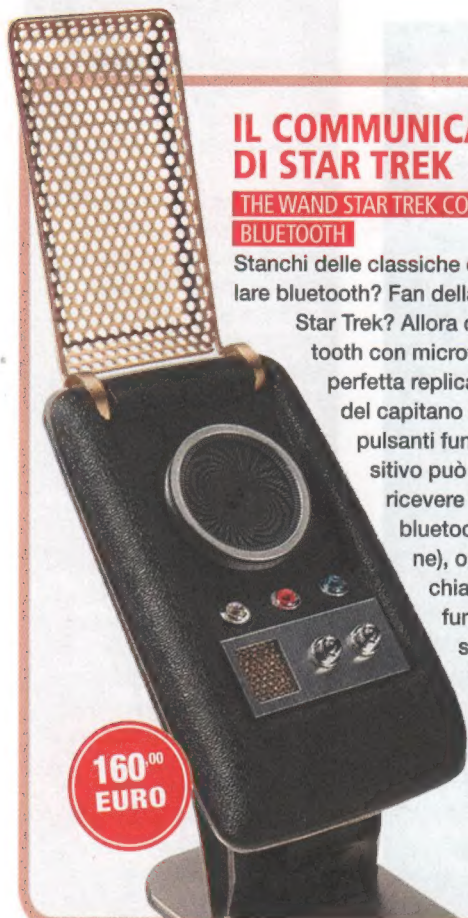 IL COMMUNICA
DI STAR TREK
THE WAND STAR TREK CO
BLUETOOTH
Stanchi delle classiche
lare bluetooth? Fan della
Star Trek? Allora
tooth con microf
perfetta replica
del capitano
pulsanti fun
sitivo può
ricevere
bluetoo
ne), o
chia
fun
s
160,00
EURO